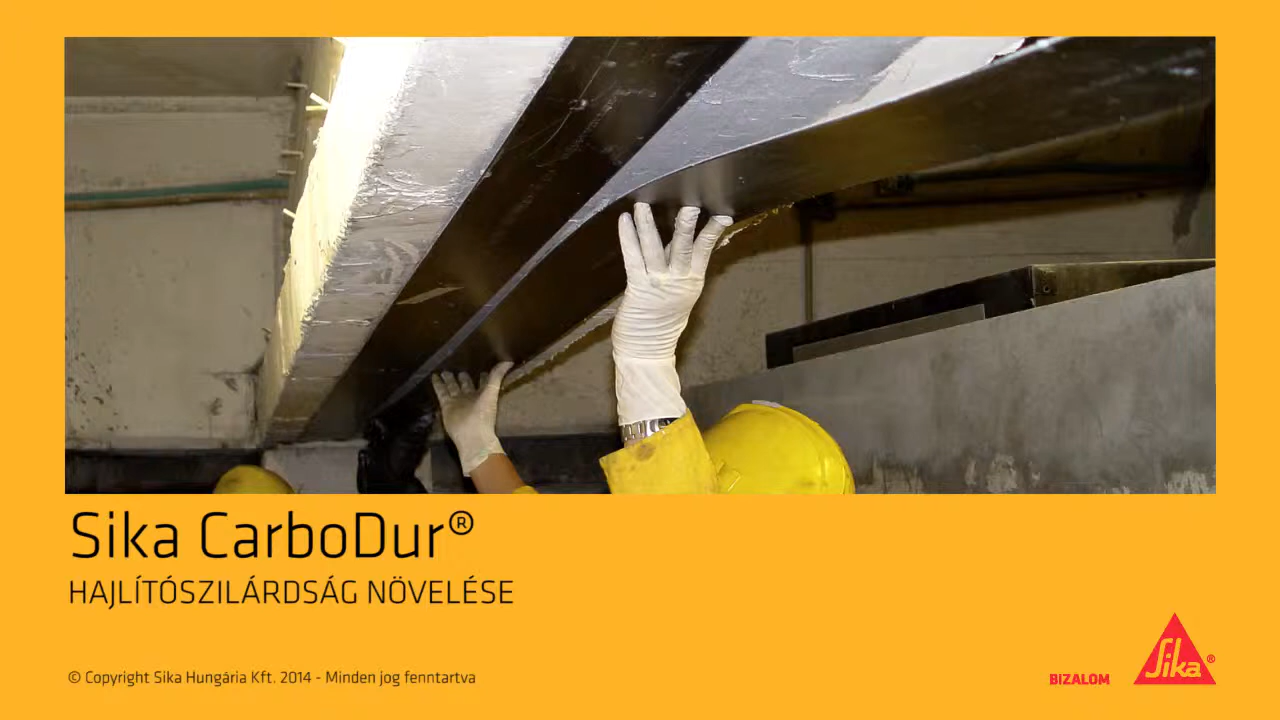 Sika CarboDur®
HAJLÍTÓSZILÁRDSÁG NÖVELÉSE
© Copyright Sika Hungária Kft. 2014 - Minden jog fenntartva
BIZALOM
Sika®